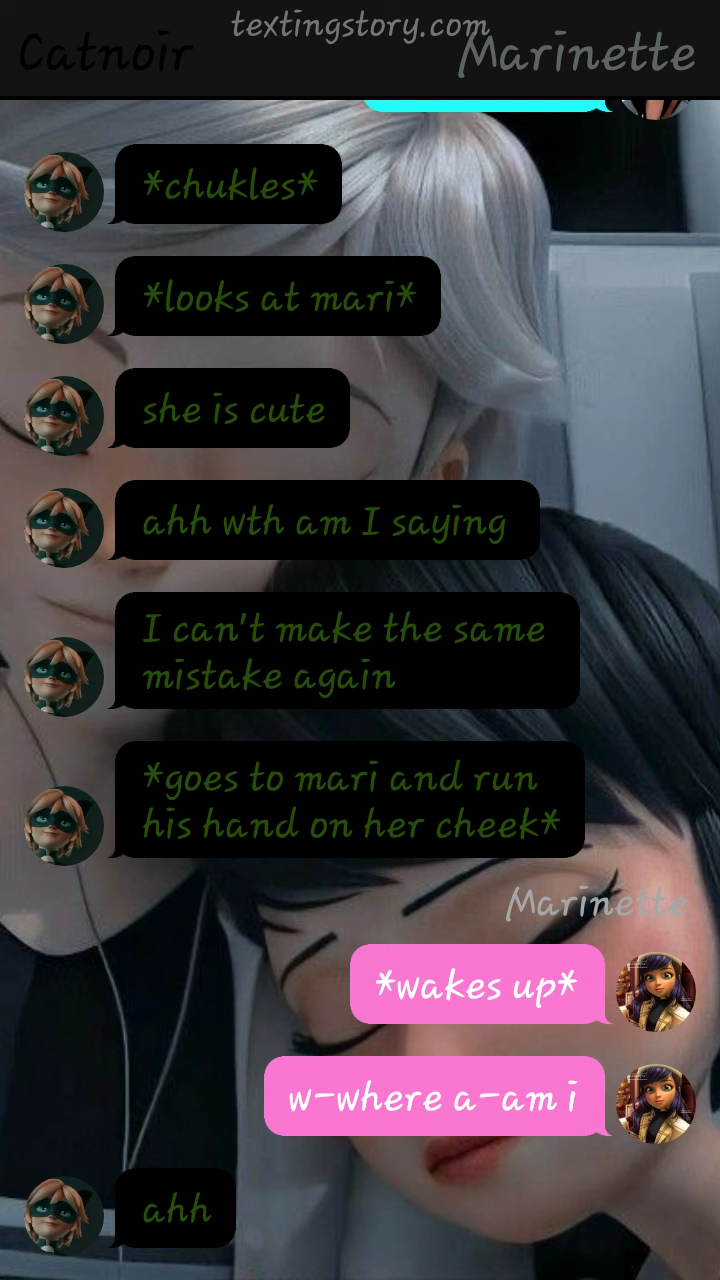 textingstory.com
Catnoir
Marinette
*chukles*
*looks at mari*
she is cute
ahh wth am I saying
I can't make the same
mistake again
*goes to mari and run
his hand on her cheek*
Marinette
*wakes up*
w-where a-am i
ahh